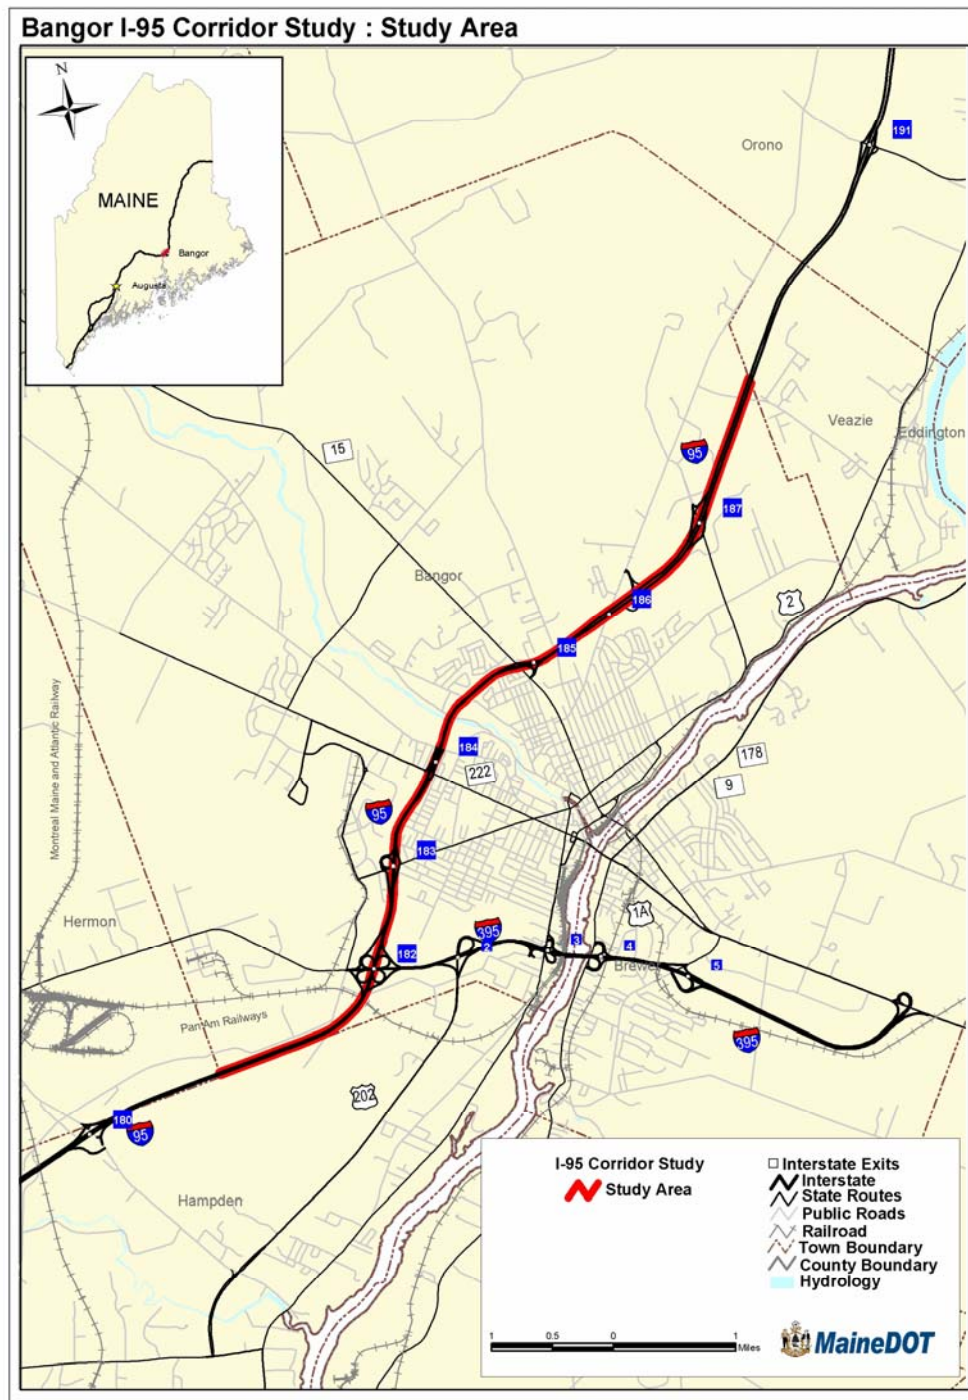 Bangor I-95 Corridor Study : Study Area
N
MAINE
Bangor
Augusta
191
Orono
15
95
Veazie
Eddington
187
Bangor
186
2
185
184
222
178
9
Montreal Maine and Atlantic Railway
95
183
Hermon
1A
395
2
3
4
182
Brewer
5
Pan Am Railways
395
202
180
95
Hampden
I-95 Corridor Study
Study Area
Interstate Exits
Interstate
State Routes
Public Roads
Railroad
Town Boundary
County Boundary
Hydrology
1 0.5 0 1
Miles
MaineDOT